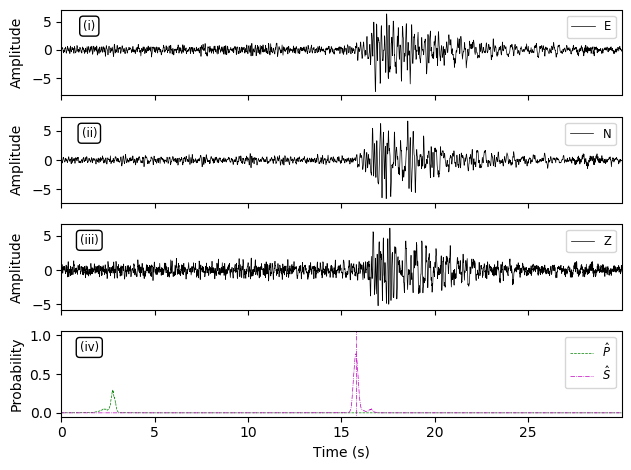 Amplitude
5
0
−5
(i)
E
Amplitude
5
0
−5
(ii)
N
Amplitude
5
0
−5
(iii)
Z
Probability
1.0
0.5
0.0
(iv)
P̂
Ŝ
0 5 10 15 20 25
Time (s)